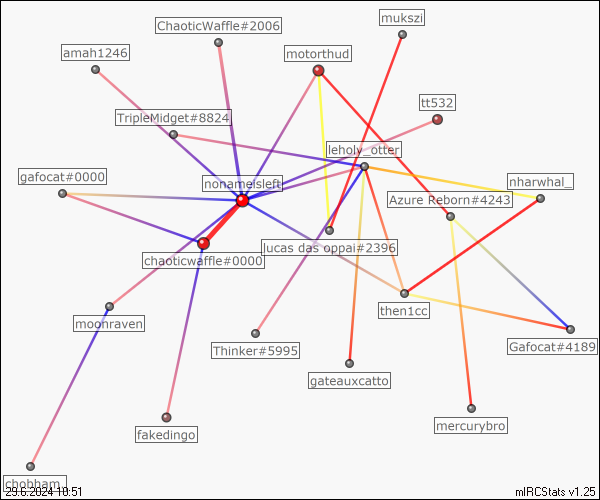 mukszi
ChaoticWaffle#2006
amah1246
motorthud
tt532
TripleMidget#8824
leholy_otter
gafocat#0000
nonameisleft
nharwhal_
Azure Reborn#4243
lucas das oppai#2396
chaoticwaffle#0000
then1cc
moonraven
Thinker#5995
Gafocat#4189
gateauxcatto
mercurybro
fakedingo
chobham_
29.6.2024 10:51
mIRCStats v1.25